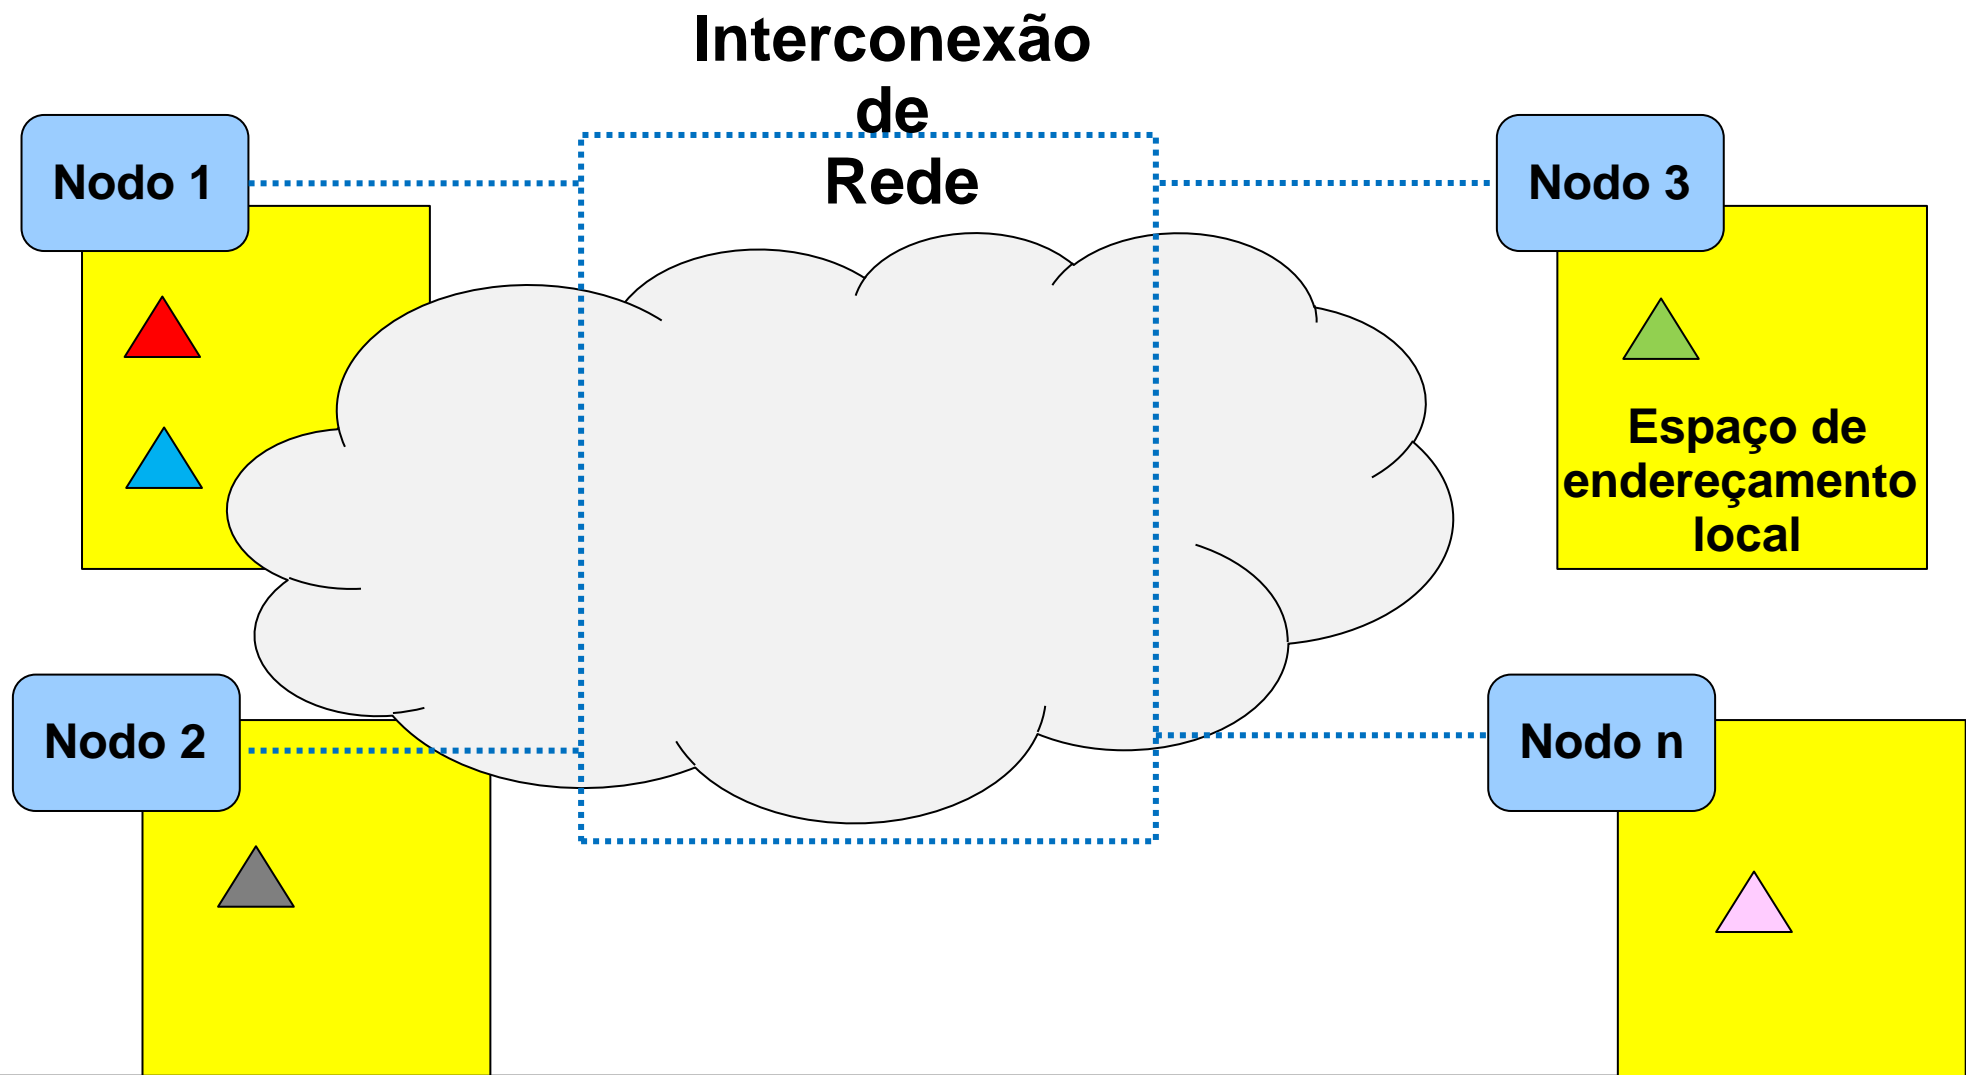 Interconexão
de
Rede
Nodo 1
Nodo 3
Espaço de
endereçamento
local
Nodo 2
Nodo n